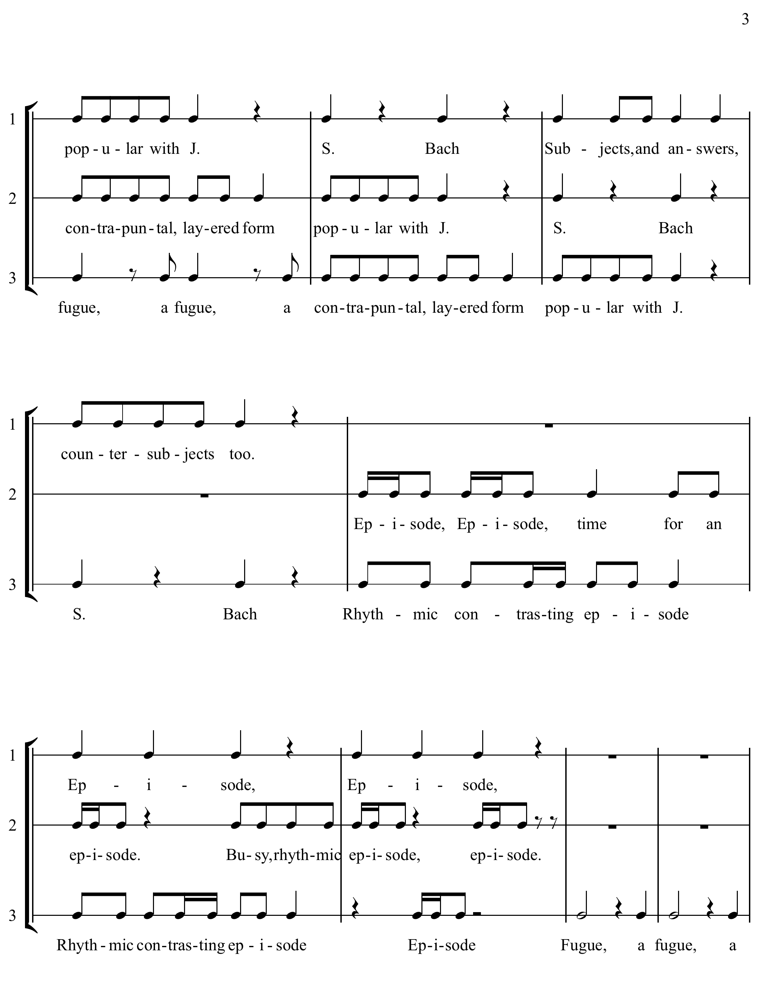 3
1
pop - u - lar with J. S. Bach Sub - jects, and an - swers,
2
con - tra - pun - tal, lay - ered form pop - u - lar with J. S. Bach
3
fugue, a fugue, a con - tra - pun - tal, lay - ered form pop - u - lar with J.
1
coun - ter - sub - jects too.
2
Ep - i - sode, Ep - i - sode, time for an
3
S. Bach Rhyth - mic con - tras - ting ep - i - sode
1
Ep - i - sode, Ep - i - sode,
2
ep - i - sode. Bu - sy, rhyth - mic ep - i - sode, ep - i - sode.
3
Rhyth - mic con - tras - ting ep - i - sode Ep - i - sode Fugue, a fugue, a